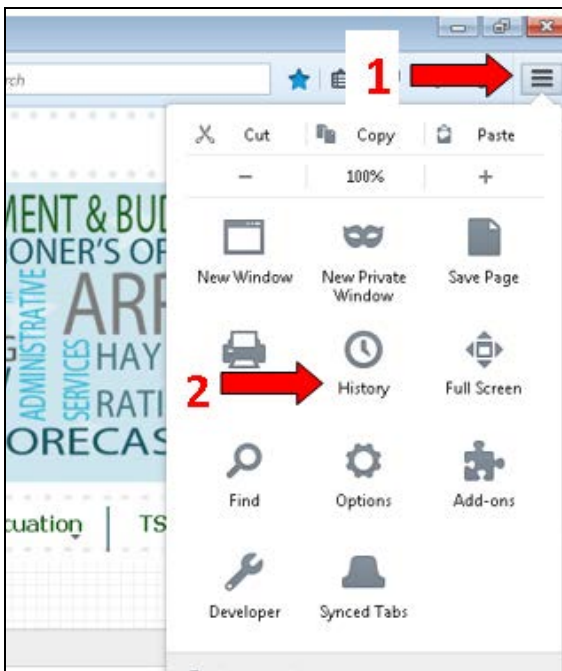 rch
1
Cut Copy Paste
− 100% +
MENT & BUD
ONER'S OF
ADMINISTRATIVE
ARR
SERVICES
HAY
RATI
ORECAS
New Window New Private Window Save Page
2
History Full Screen
Find Options Add-ons
cuation TS
Developer Synced Tabs